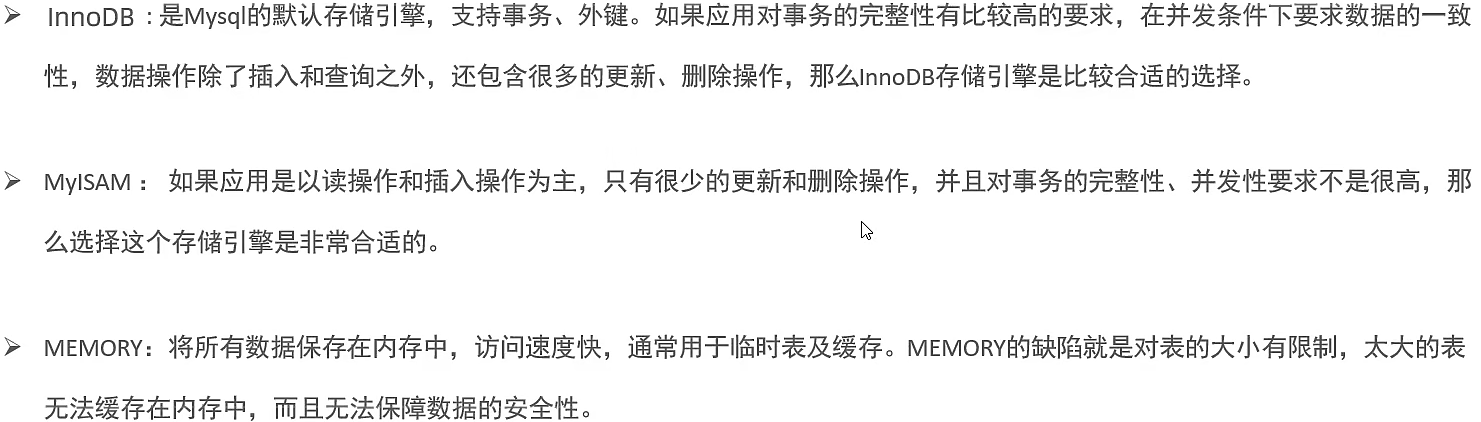 ➢ InnoDB：是Mysql的默认存储引擎，支持事务、外键。如果应用对事务的完整性有比较高的要求，在并发条件下要求数据的一致
性，数据操作除了插入和查询之外，还包含很多的更新、删除操作，那么InnoDB存储引擎是比较合适的选择。
➢ MyISAM： 如果应用是以读操作和插入操作为主，只有很少的更新和删除操作，并且对事务的完整性、并发性要求不是很高，那
么选择这个存储引擎是非常合适的。
➢ MEMORY：将所有数据保存在内存中，访问速度快，通常用于临时表及缓存。MEMORY的缺陷就是对表的大小有限制，太大的表
无法缓存在内存中，而且无法保障数据的安全性。